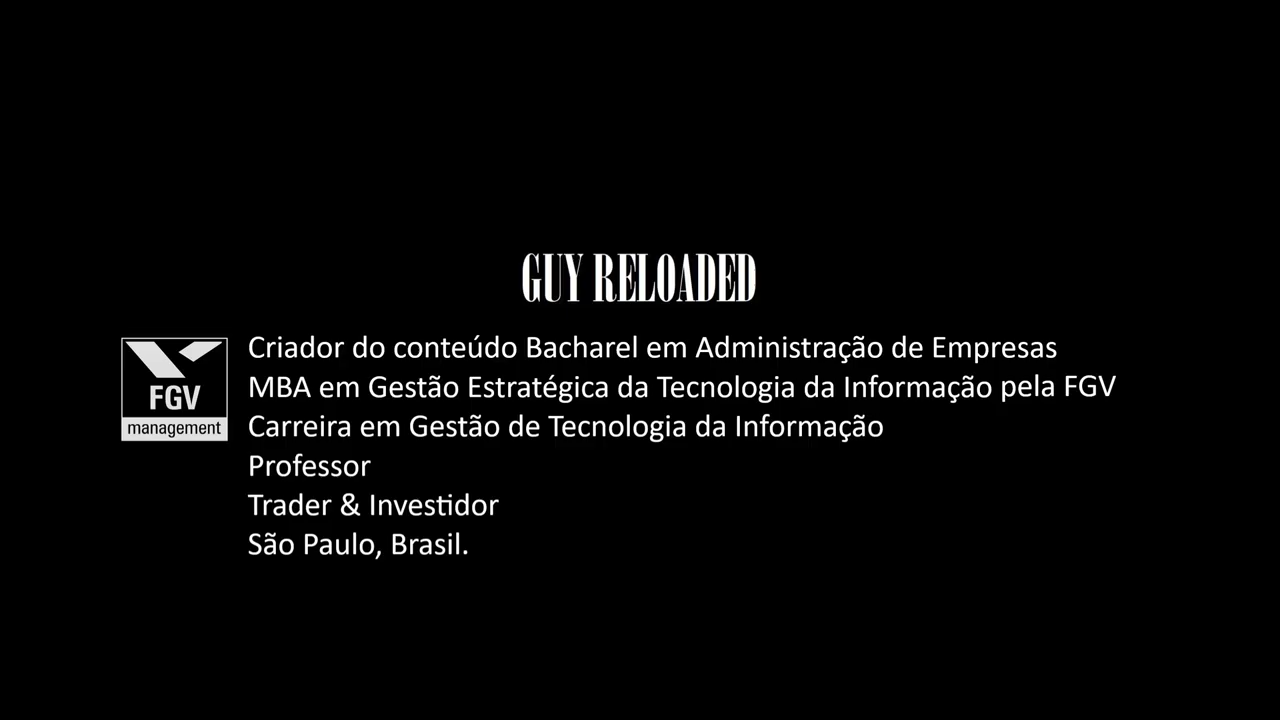 GUY RELOADED
Criador do conteúdo Bacharel em Administração de Empresas
MBA em Gestão Estratégica da Tecnologia da Informação pela FGV
Carreira em Gestão de Tecnologia da Informação
Professor
Trader & Investidor
São Paulo, Brasil.
FGV
management